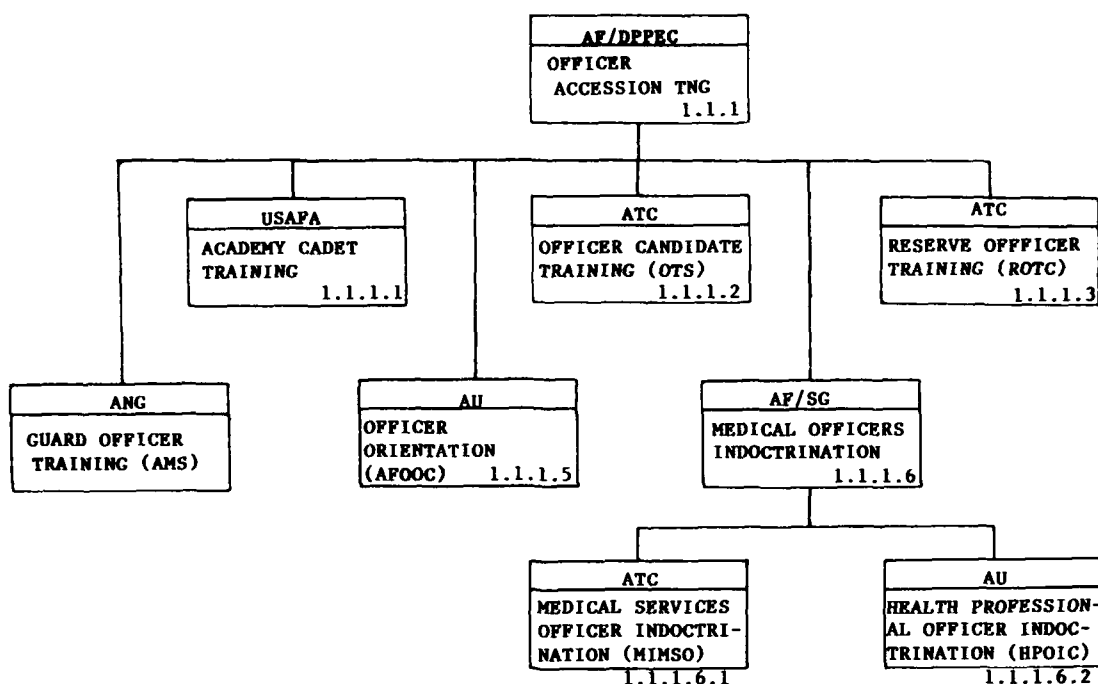 AF/DPPEC
OFFICER
ACCESSION TNG
1.1.1
USAFA
ACADEMY CADET
TRAINING
1.1.1.1
ATC
OFFICER CANDIDATE
TRAINING (OTS)
1.1.1.2
ATC
RESERVE OFFFICER
TRAINING (ROTC)
1.1.1.3
ANG
GUARD OFFICER
TRAINING (AMS)
AU
OFFICER
ORIENTATION
(AFOOC) 1.1.1.5
AF/SG
MEDICAL OFFICERS
INDOCTRINATION
1.1.1.6
ATC
MEDICAL SERVICES
OFFICER INDOCTRI-
NATION (MIMSO)
1.1.1.6.1
AU
HEALTH PROFESSION-
AL OFFICER INDOC-
TRINATION (HPOIC)
1.1.1.6.2